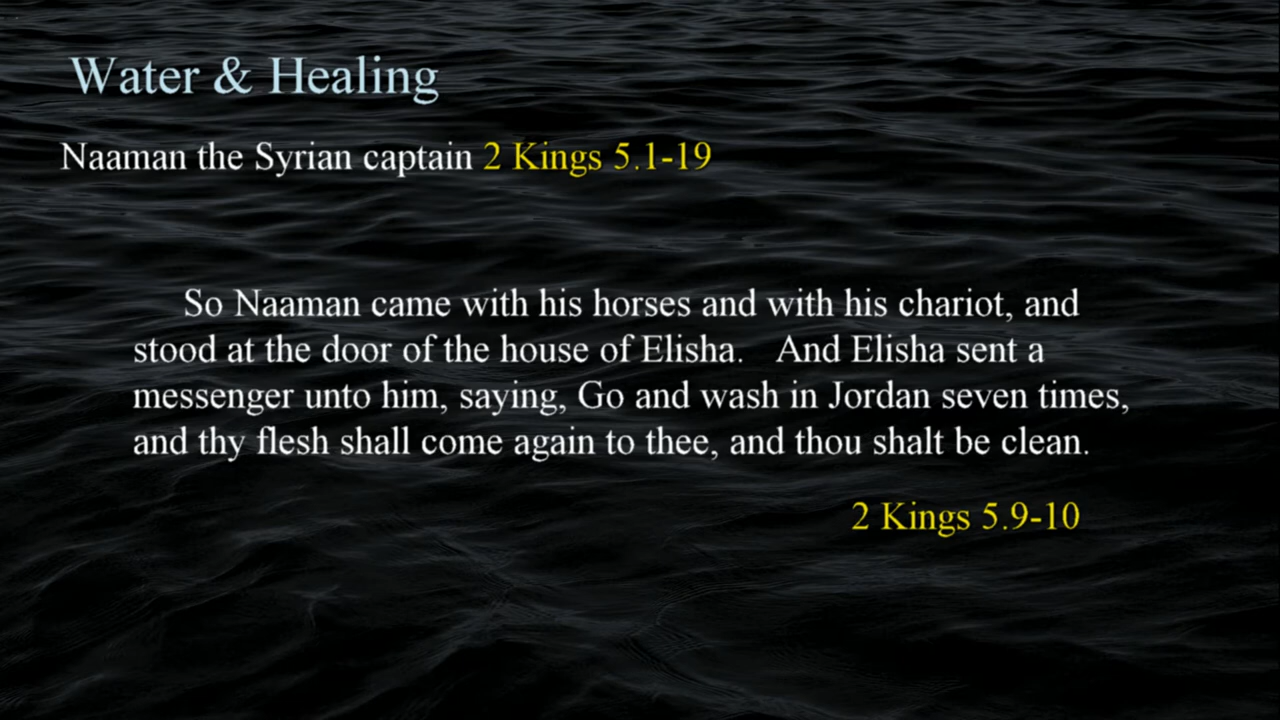 Water & Healing
Naaman the Syrian captain 2 Kings 5.1-19
So Naaman came with his horses and with his chariot, and
stood at the door of the house of Elisha.   And Elisha sent a
messenger unto him, saying, Go and wash in Jordan seven times,
and thy flesh shall come again to thee, and thou shalt be clean.
2 Kings 5.9-10